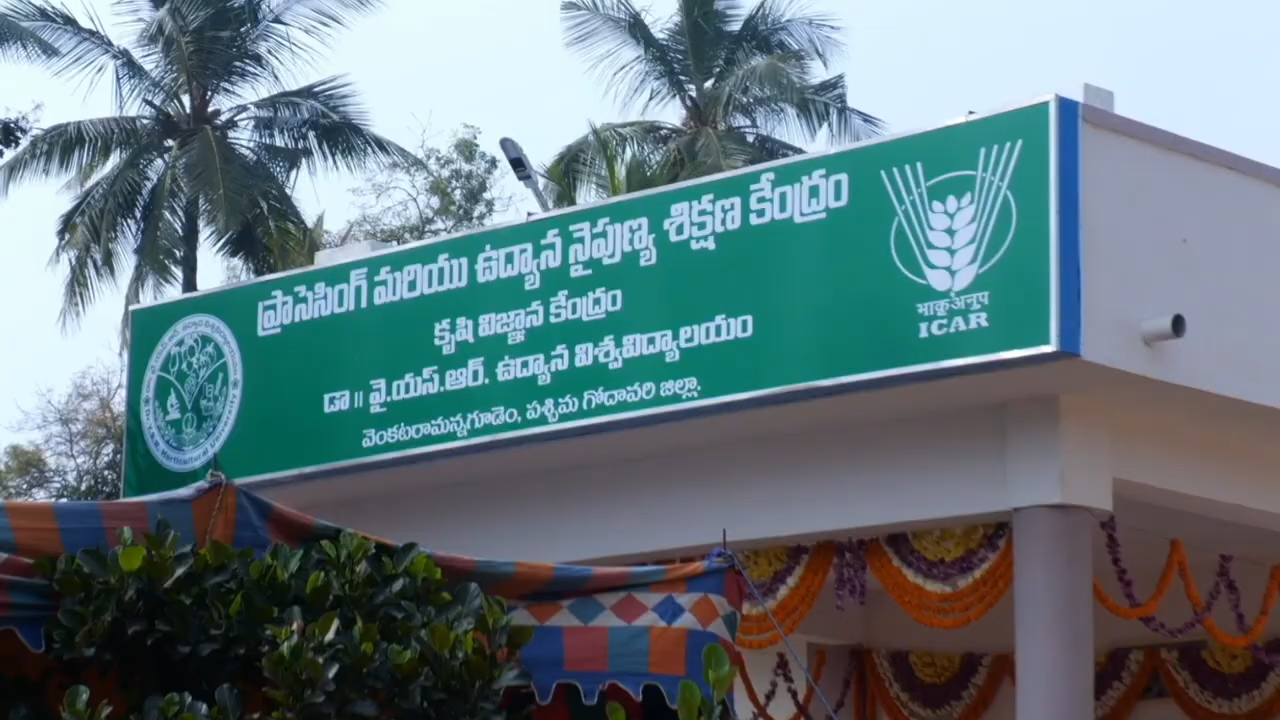 ప్రాసెసింగ్ మరియు ఉద్యాన నైపుణ్య శిక్షణ కేంద్రం
కృషి విజ్ఞాన కేంద్రం
డా॥ వై.యస్.ఆర్. ఉద్యాన విశ్వవిద్యాలయం
వెంకటరామన్నగూడెం, పశ్చిమ గోదావరి జిల్లా.
भाकृअनुप
ICAR